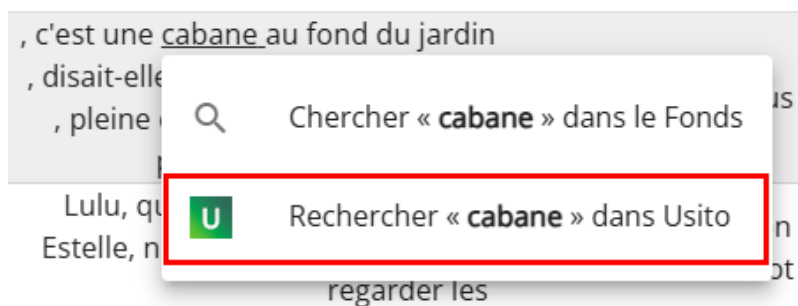 , c'est une cabane au fond du jardin
, disait-elle
, pleine
Chercher « cabane » dans le Fonds
Lulu,
U Rechercher « cabane » dans Usito
Estelle,
regarder les